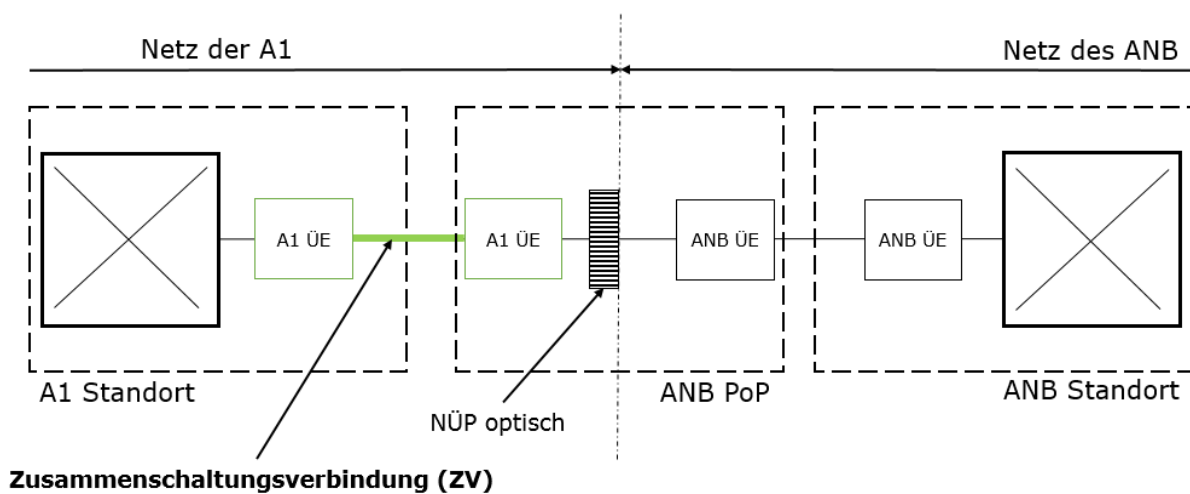 Netz der A1
Netz des ANB
A1 ÜE
A1 ÜE
ANB ÜE
ANB ÜE
A1 Standort
NÜP optisch
ANB PoP
ANB Standort
Zusammenschaltungsverbindung (ZV)